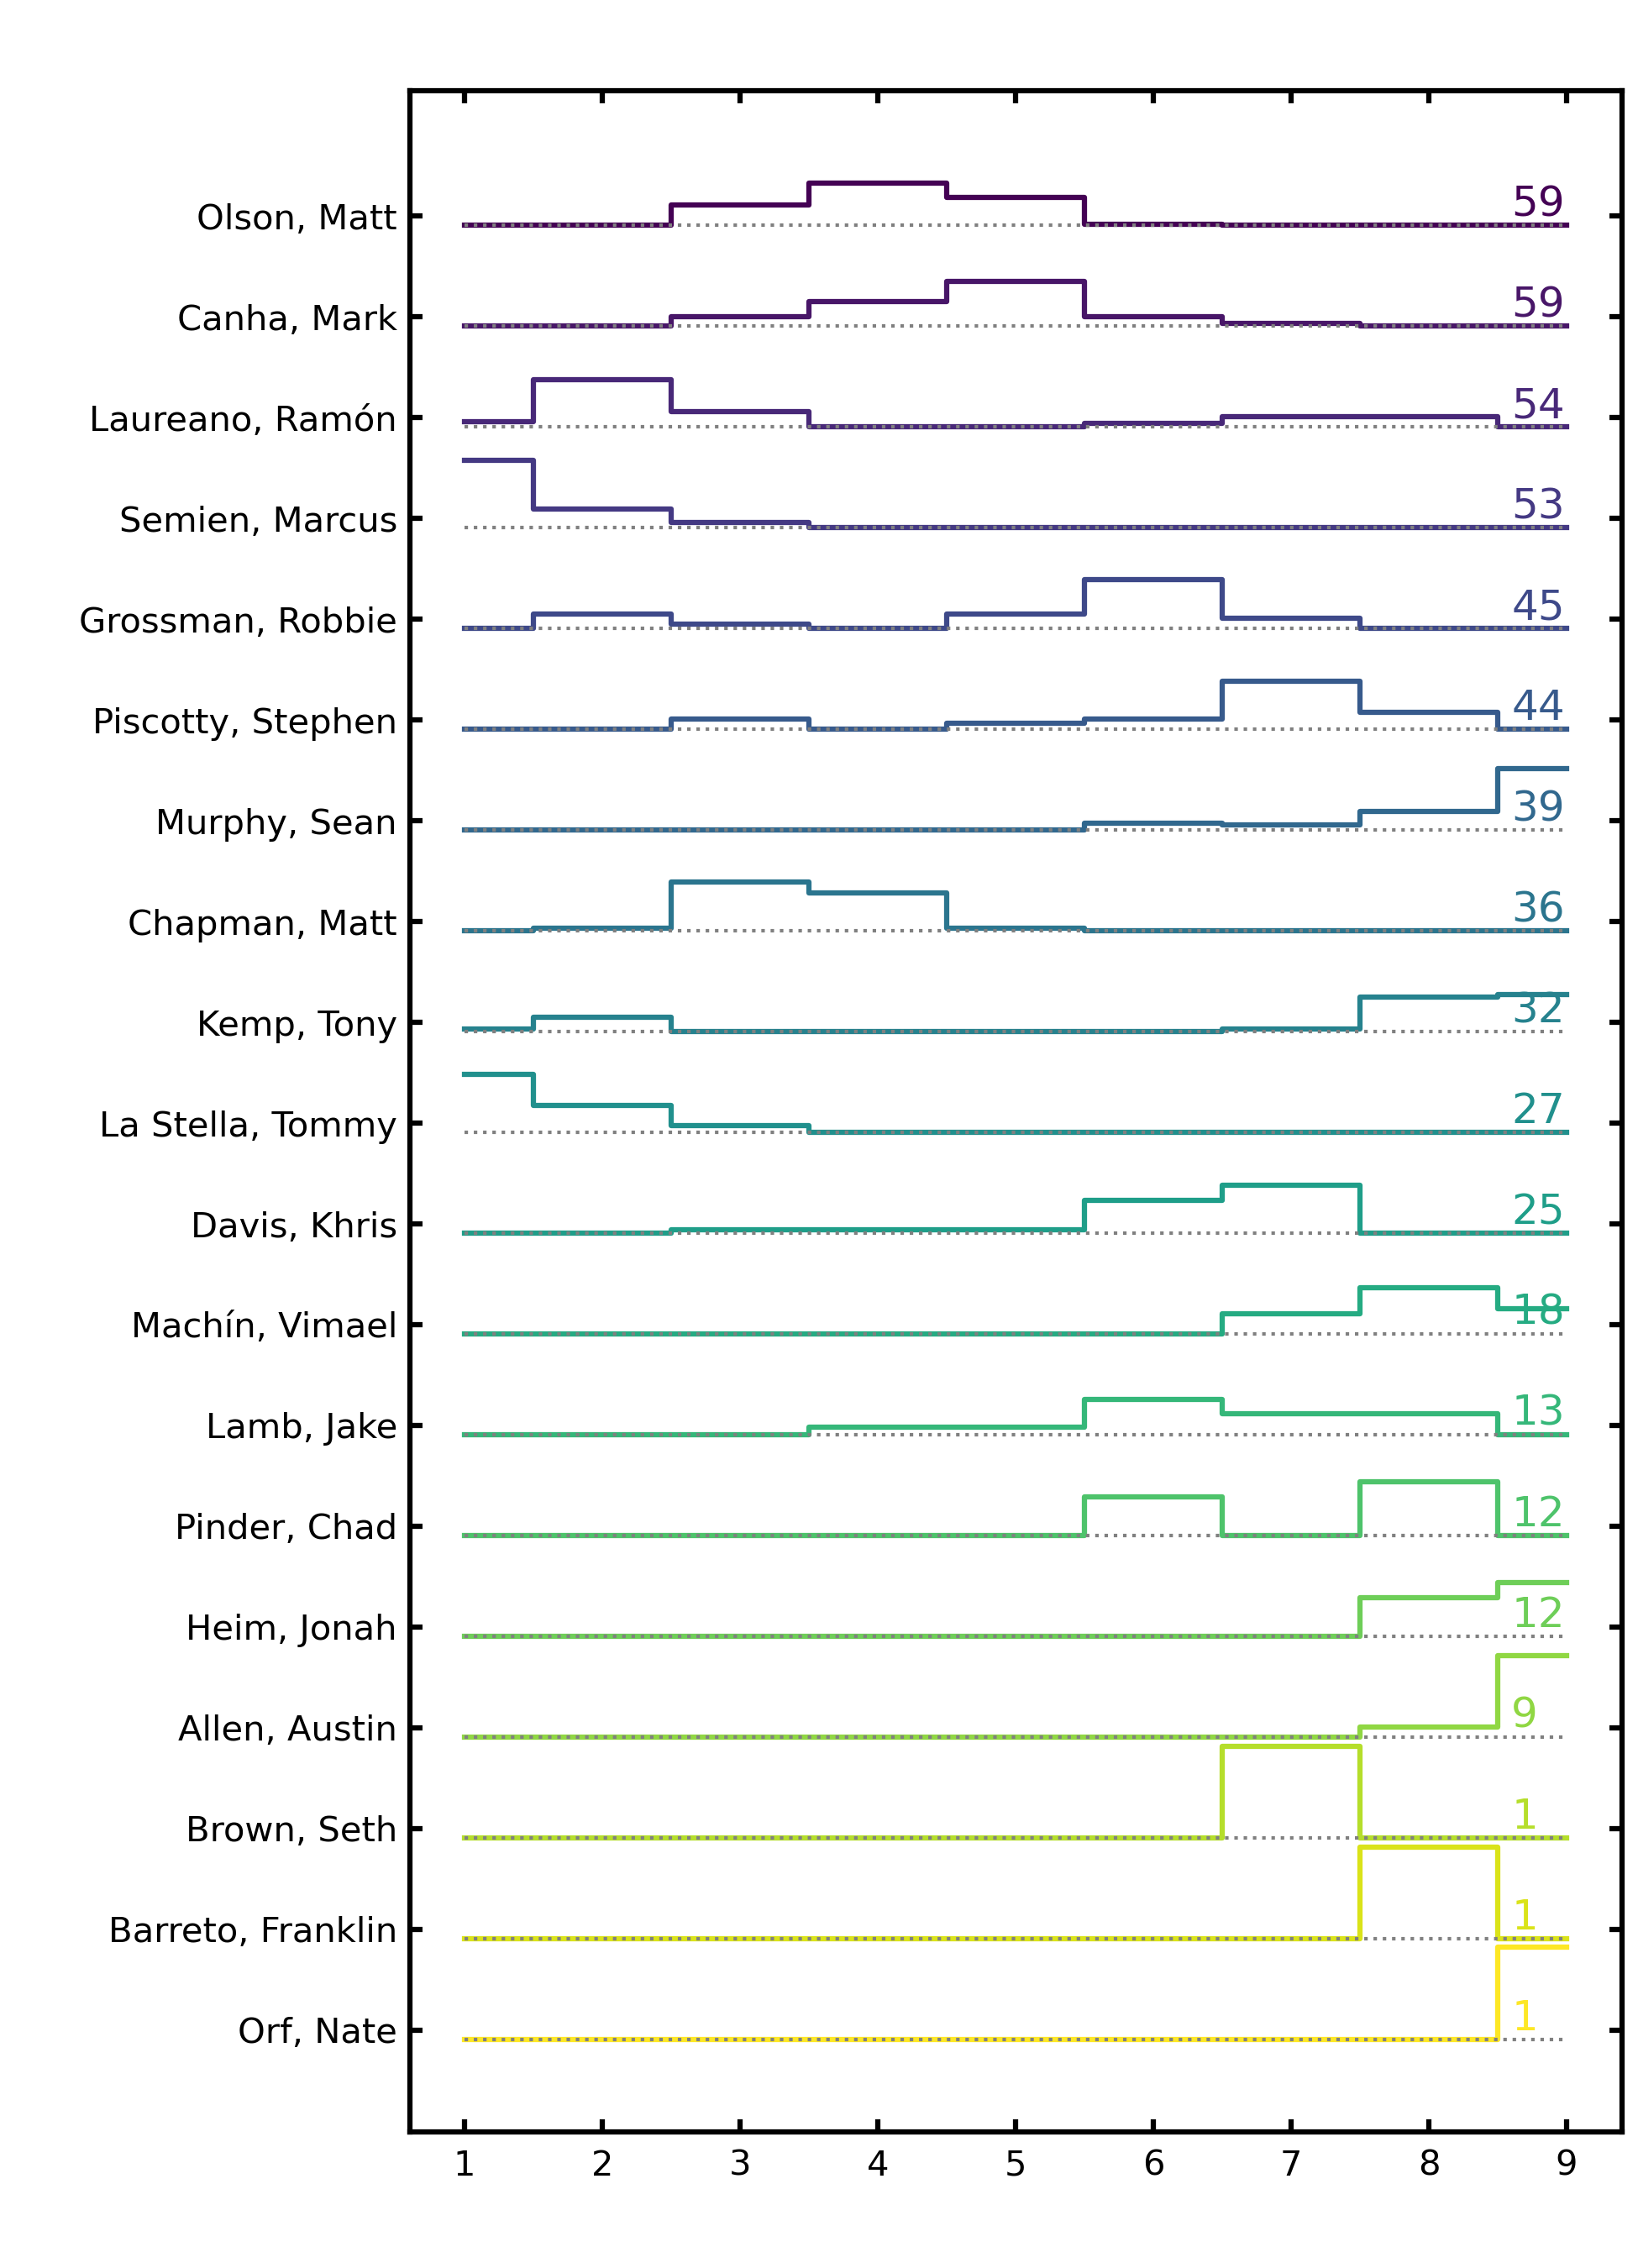 Olson, Matt 59
Canha, Mark 59
Laureano, Ramón 54
Semien, Marcus 53
Grossman, Robbie 45
Piscotty, Stephen 44
Murphy, Sean 39
Chapman, Matt 36
Kemp, Tony 32
La Stella, Tommy 27
Davis, Khris 25
Machín, Vimael 18
Lamb, Jake 13
Pinder, Chad 12
Heim, Jonah 12
Allen, Austin 9
Brown, Seth 1
Barreto, Franklin 1
Orf, Nate 1
1 2 3 4 5 6 7 8 9